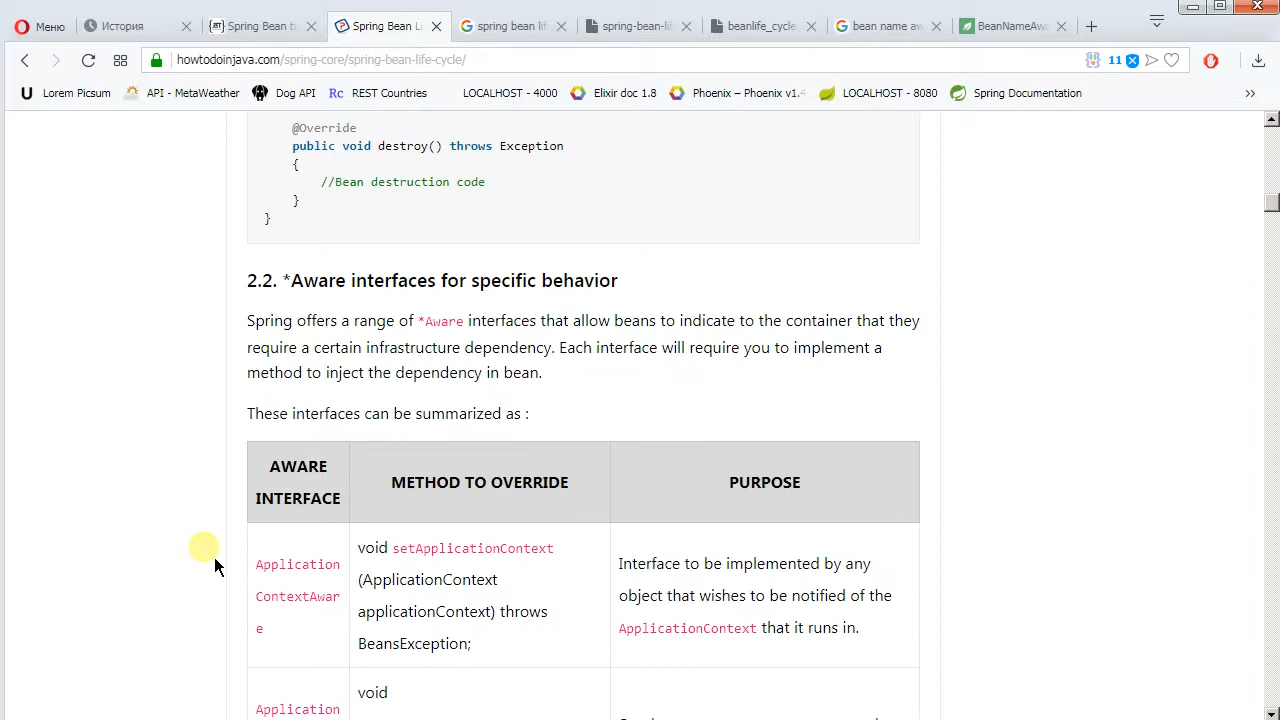 Меню
История
Spring Bean t
Spring Bean Li
spring bean lif
spring-bean-lif
beanlife_cycle
bean name aw
BeanNameAwa
howtodoinjava.com/spring-core/spring-bean-life-cycle/
11
Lorem Picsum
API - MetaWeather
Dog API
Rc REST Countries
LOCALHOST - 4000
Elixir doc 1.8
Phoenix – Phoenix v1.4
LOCALHOST - 8080
Spring Documentation
@Override
public void destroy() throws Exception
{
//Bean destruction code
}
}
2.2. *Aware interfaces for specific behavior
Spring offers a range of *Aware interfaces that allow beans to indicate to the container that they
require a certain infrastructure dependency. Each interface will require you to implement a
method to inject the dependency in bean.
These interfaces can be summarized as :
AWARE
INTERFACE
METHOD TO OVERRIDE
PURPOSE
Application
ContextAwar
e
void setApplicationContext
(ApplicationContext
applicationContext) throws
BeansException;
Interface to be implemented by any
object that wishes to be notified of the
ApplicationContext that it runs in.
Application
void